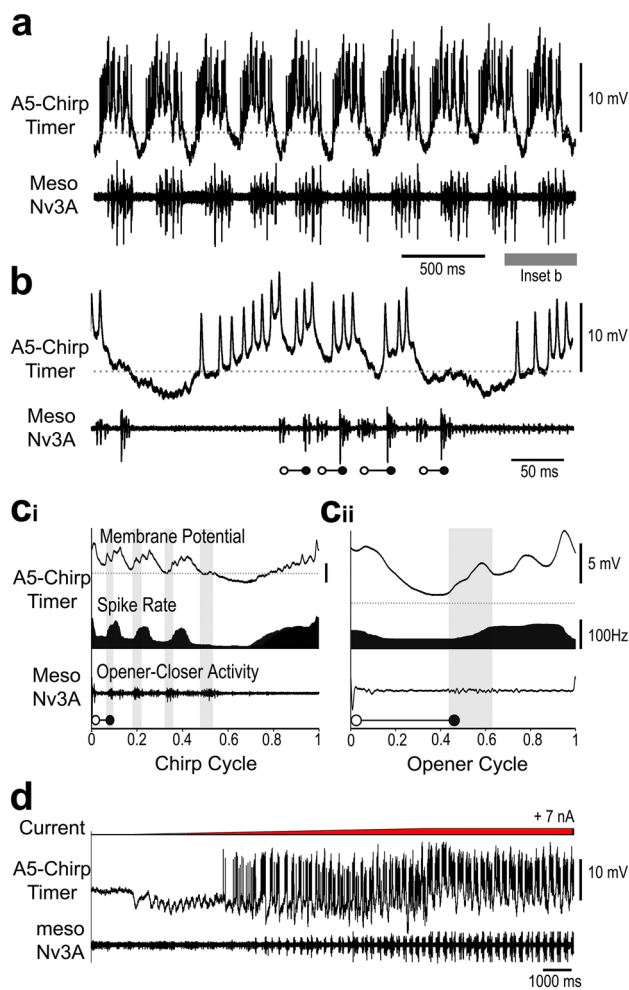 a
A5-Chirp
Timer
10 mV
Meso
Nv3A
500 ms
Inset b
b
A5-Chirp
Timer
10 mV
Meso
Nv3A
50 ms
ci
cii
Membrane Potential
A5-Chirp
Timer
5 mV
Spike Rate
100Hz
Meso
Nv3A
Opener-Closer Activity
0 0.2 0.4 0.6 0.8 1
0 0.2 0.4 0.6 0.8 1
Chirp Cycle
Opener Cycle
d
Current
+ 7 nA
A5-Chirp
Timer
10 mV
meso
Nv3A
1000 ms